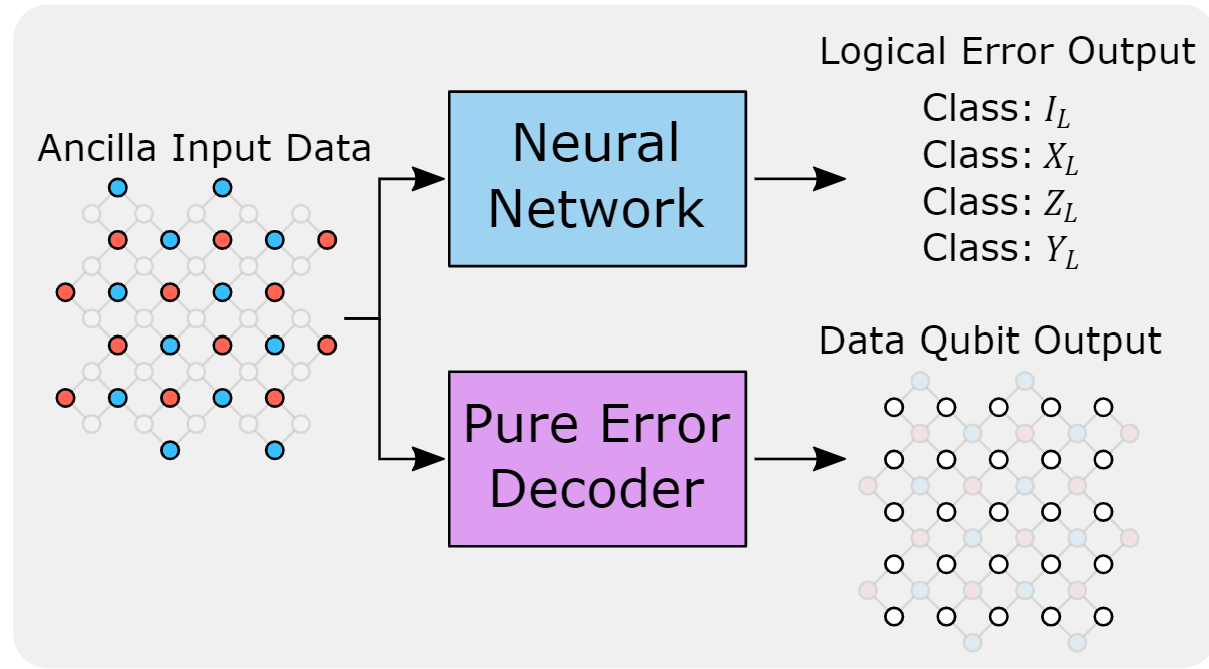 Ancilla Input Data
Neural
Network
Logical Error Output
Class: I_L
Class: X_L
Class: Z_L
Class: Y_L
Pure Error
Decoder
Data Qubit Output